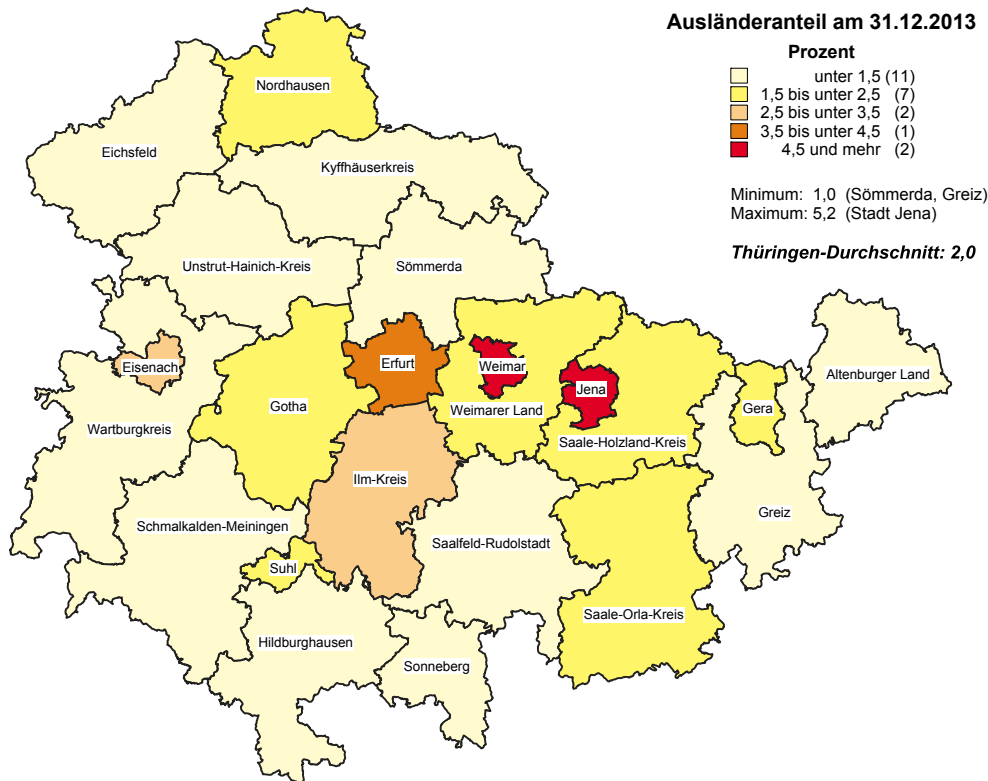 Ausländeranteil am 31.12.2013
Prozent
unter 1,5 (11)
1,5 bis unter 2,5 (7)
2,5 bis unter 3,5 (2)
3,5 bis unter 4,5 (1)
4,5 und mehr (2)
Minimum: 1,0 (Sömmerda, Greiz)
Maximum: 5,2 (Stadt Jena)
Thüringen-Durchschnitt: 2,0
Nordhausen
Eichsfeld
Kyffhäuserkreis
Unstrut-Hainich-Kreis
Sömmerda
Eisenach
Erfurt
Weimar
Jena
Altenburger Land
Gotha
Weimarer Land
Gera
Wartburgkreis
Saale-Holzland-Kreis
Ilm-Kreis
Greiz
Schmalkalden-Meiningen
Saalfeld-Rudolstadt
Suhl
Saale-Orla-Kreis
Hildburghausen
Sonneberg